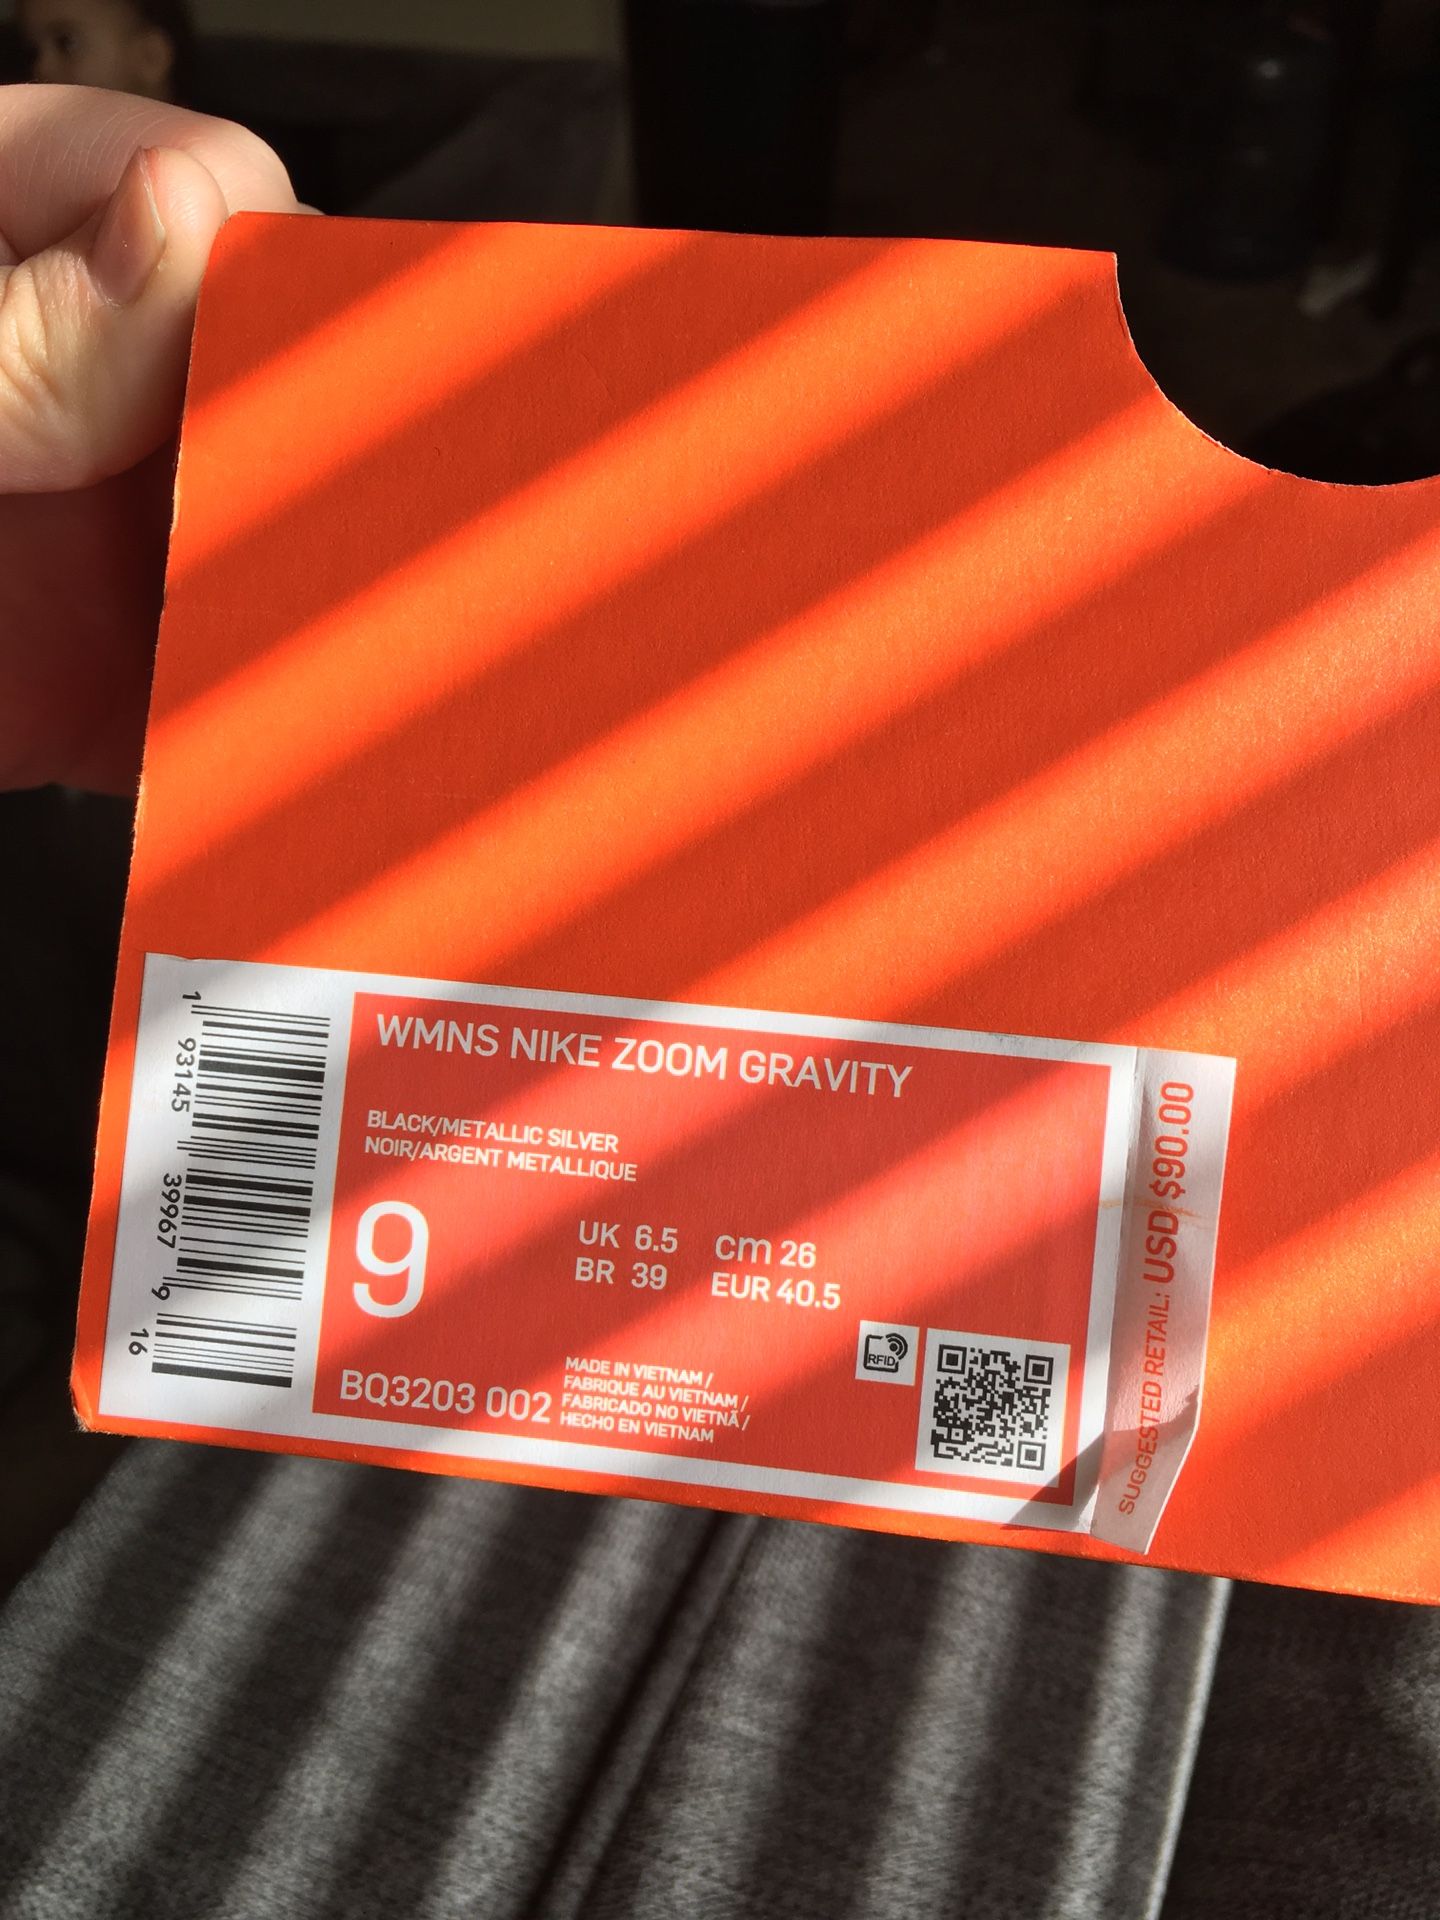 WMNS NIKE ZOOM GRAVITY
BLACK/METALLIC SILVER
NOIR/ARGENT METALLIQUE
9
UK 6.5
cm 26
BR 39
EUR 40.5
RFID
BQ3203 002
MADE IN VIETNAM /
FABRIQUE AU VIETNAM /
FABRICADO NO VIETNÃ /
HECHO EN VIETNAM
1 93145 39967 9 16
SUGGESTED RETAIL: USD $90.00